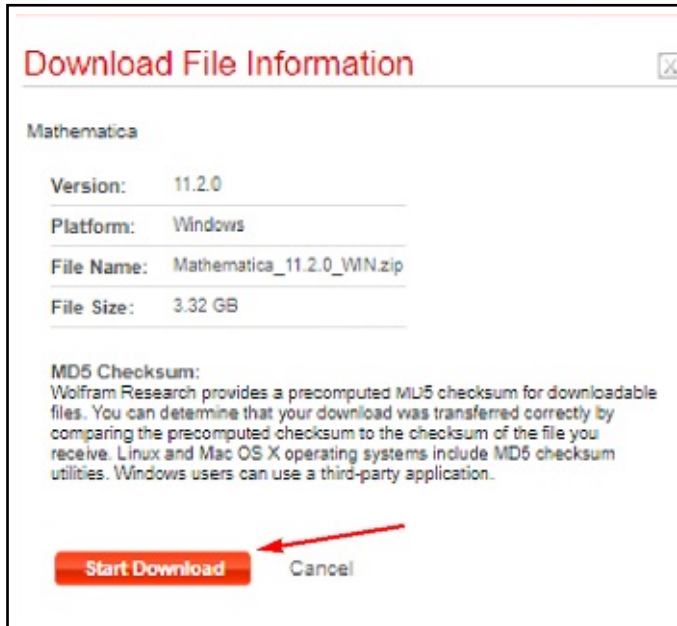 Download File Information
X
Mathematica
Version: 11.2.0
Platform: Windows
File Name: Mathematica_11.2.0_WIN.zip
File Size: 3.32 GB
MD5 Checksum:
Wolfram Research provides a precomputed MD5 checksum for downloadable
files. You can determine that your download was transferred correctly by
comparing the precomputed checksum to the checksum of the file you
receive. Linux and Mac OS X operating systems include MD5 checksum
utilities. Windows users can use a third-party application.
Start Download Cancel